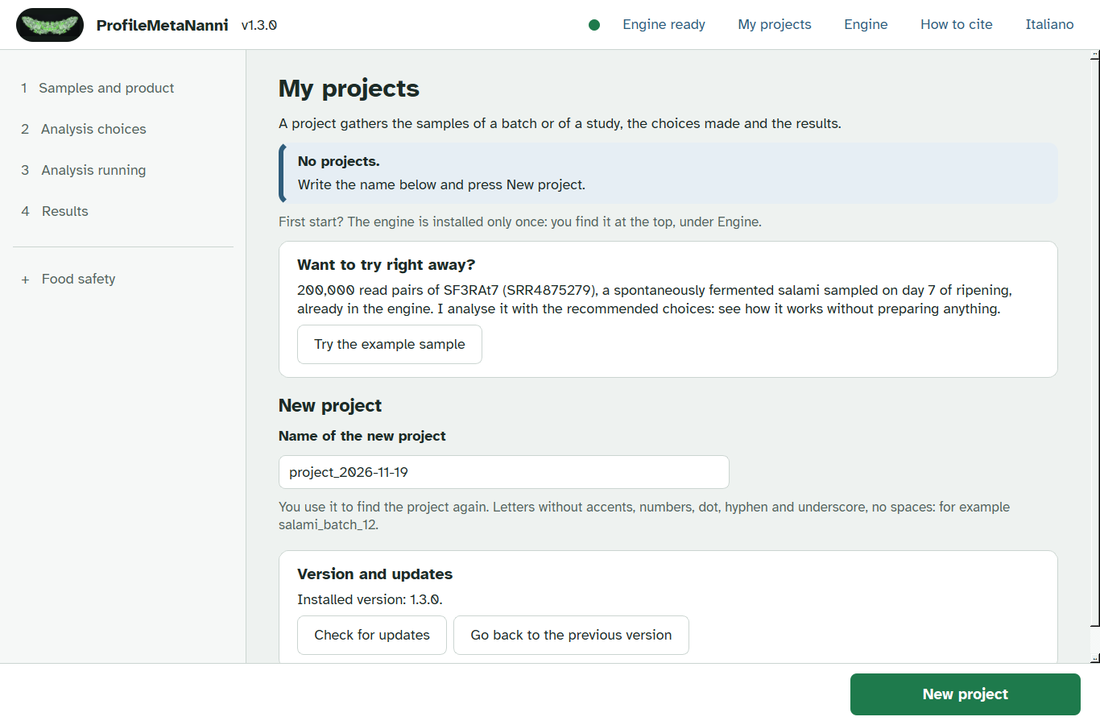 ProfileMetaNanni v1.3.0
Engine ready
My projects
Engine
How to cite
Italiano
1 Samples and product
2 Analysis choices
3 Analysis running
4 Results
+ Food safety
My projects
A project gathers the samples of a batch or of a study, the choices made and the results.
No projects.
Write the name below and press New project.
First start? The engine is installed only once: you find it at the top, under Engine.
Want to try right away?
200,000 read pairs of SF3RAt7 (SRR4875279), a spontaneously fermented salami sampled on day 7 of ripening,
already in the engine. I analyse it with the recommended choices: see how it works without preparing anything.
Try the example sample
New project
Name of the new project
project_2026-11-19
You use it to find the project again. Letters without accents, numbers, dot, hyphen and underscore, no spaces: for example
salami_batch_12.
Version and updates
Installed version: 1.3.0.
Check for updates
Go back to the previous version
New project